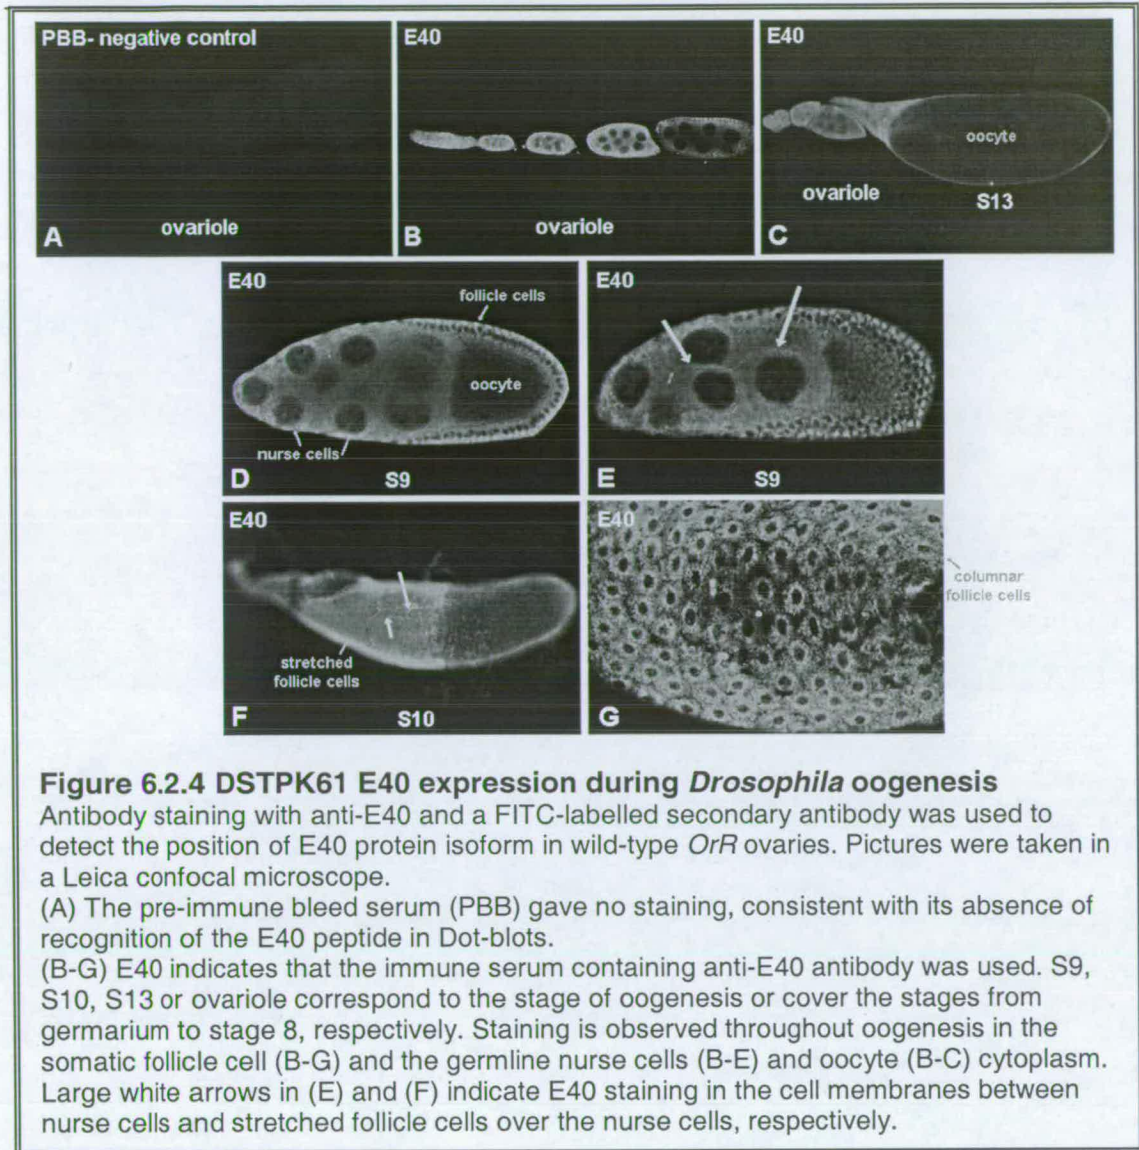 PBB- negative control
ovariole
A
E40
ovariole
B
E40
oocyte
ovariole
S13
C
E40
follicle cells
oocyte
nurse cells
D
S9
E40
E
S9
E40
stretched
follicle cells
F
S10
E40
columnar
follicle cells
G
Figure 6.2.4 DSTPK61 E40 expression during Drosophila oogenesis
Antibody staining with anti-E40 and a FITC-labelled secondary antibody was used to
detect the position of E40 protein isoform in wild-type OrR ovaries. Pictures were taken in
a Leica confocal microscope.
(A) The pre-immune bleed serum (PBB) gave no staining, consistent with its absence of
recognition of the E40 peptide in Dot-blots.
(B-G) E40 indicates that the immune serum containing anti-E40 antibody was used. S9,
S10, S13 or ovariole correspond to the stage of oogenesis or cover the stages from
germarium to stage 8, respectively. Staining is observed throughout oogenesis in the
somatic follicle cell (B-G) and the germline nurse cells (B-E) and oocyte (B-C) cytoplasm.
Large white arrows in (E) and (F) indicate E40 staining in the cell membranes between
nurse cells and stretched follicle cells over the nurse cells, respectively.